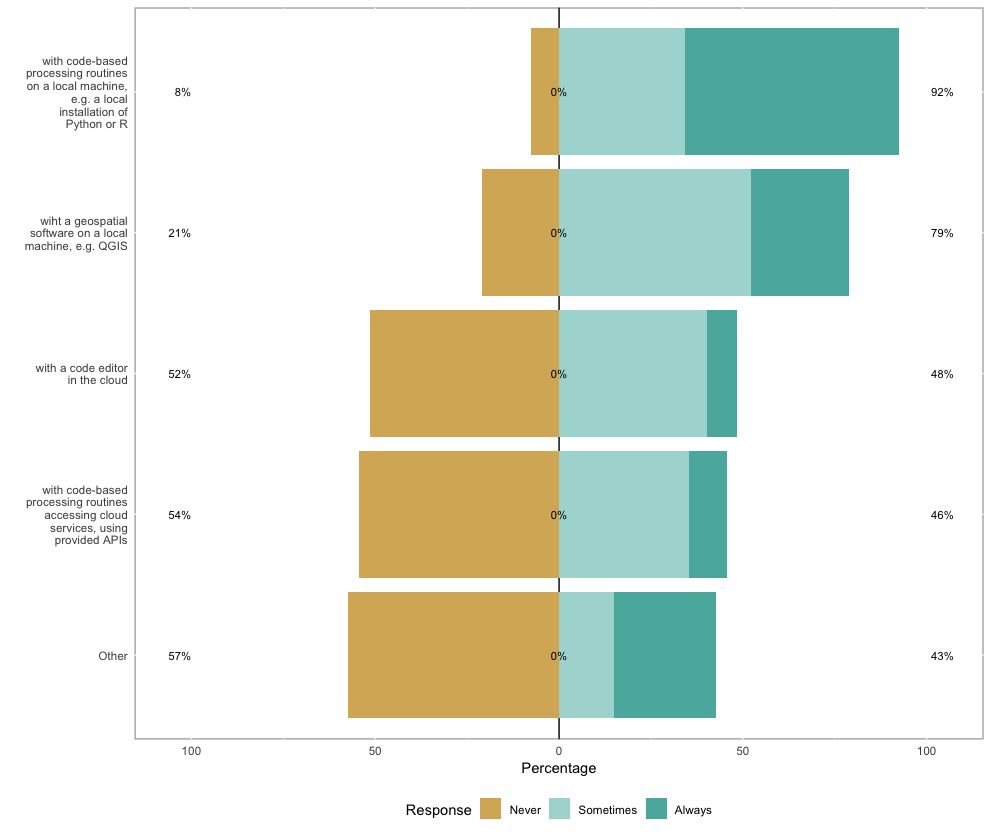 with code-based
processing routines
on a local machine,
e.g. a local
installation of
Python or R
8%
0%
92%
wiht a geospatial
software on a local
machine, e.g. QGIS
21%
0%
79%
with a code editor
in the cloud
52%
0%
48%
with code-based
processing routines
accessing cloud
services, using
provided APIs
54%
0%
46%
Other
57%
0%
43%
100 50 0 50 100
Percentage
Response Never Sometimes Always